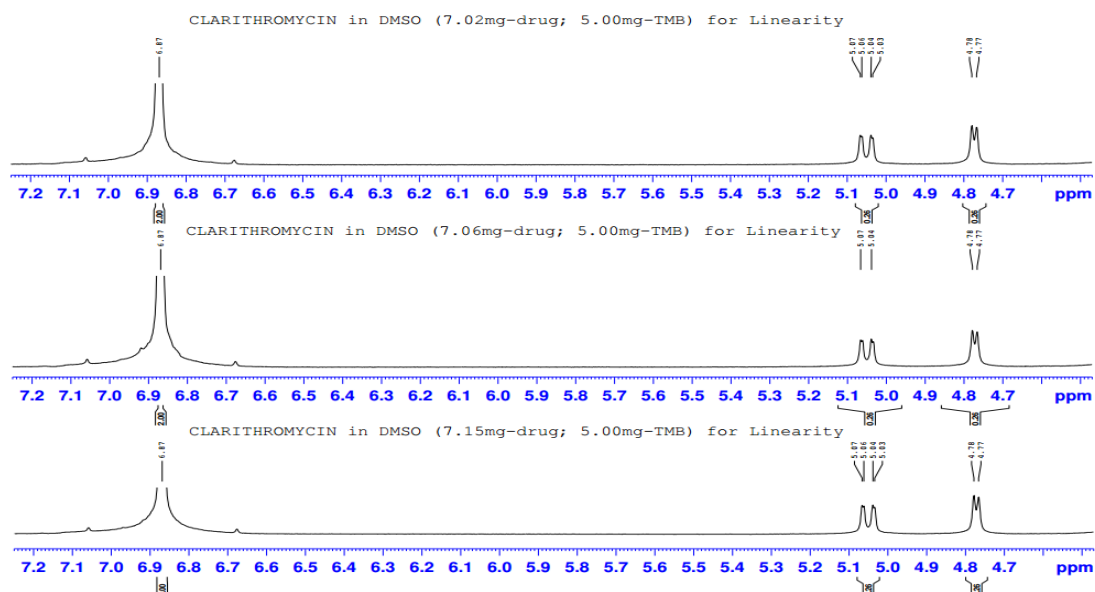 CLARITHROMYCIN in DMSO (7.02mg-drug; 5.00mg-TMB) for Linearity
6.87 5.07 5.06 5.04 5.03 4.78 4.77
7.2 7.1 7.0 6.9 6.8 6.7 6.6 6.5 6.4 6.3 6.2 6.1 6.0 5.9 5.8 5.7 5.6 5.5 5.4 5.3 5.2 5.1 5.0 4.9 4.8 4.7 ppm
2.00 0.26 0.26
CLARITHROMYCIN in DMSO (7.06mg-drug; 5.00mg-TMB) for Linearity
6.87 5.07 5.04 4.78 4.77
7.2 7.1 7.0 6.9 6.8 6.7 6.6 6.5 6.4 6.3 6.2 6.1 6.0 5.9 5.8 5.7 5.6 5.5 5.4 5.3 5.2 5.1 5.0 4.9 4.8 4.7 ppm
2.00 0.26 0.26
CLARITHROMYCIN in DMSO (7.15mg-drug; 5.00mg-TMB) for Linearity
6.87 5.07 5.06 5.04 5.03 4.78 4.77
7.2 7.1 7.0 6.9 6.8 6.7 6.6 6.5 6.4 6.3 6.2 6.1 6.0 5.9 5.8 5.7 5.6 5.5 5.4 5.3 5.2 5.1 5.0 4.9 4.8 4.7 ppm